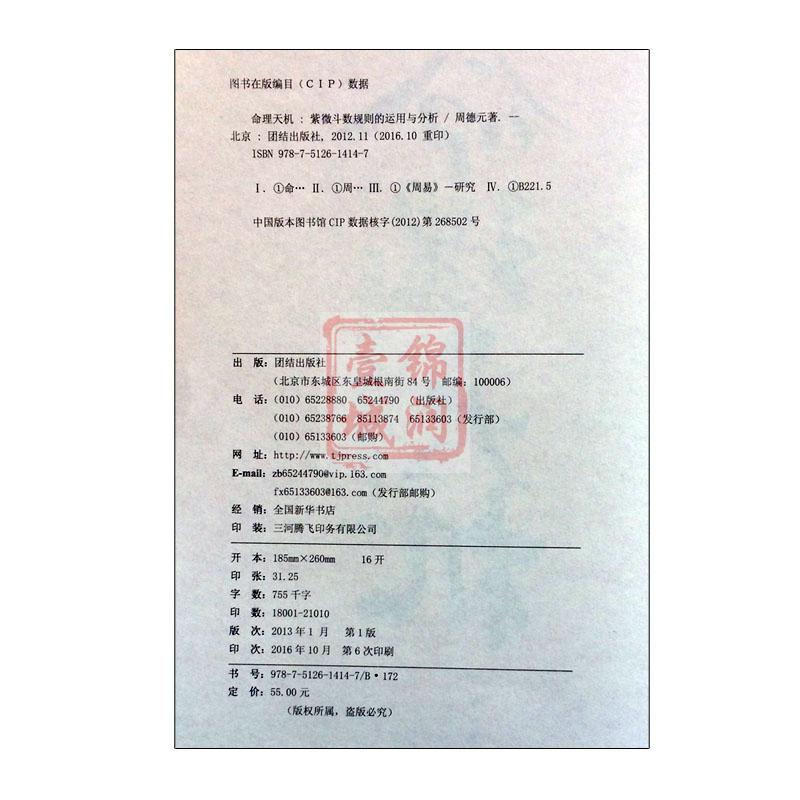 图书在版编目（CIP）数据
命理天机 ： 紫微斗数规则的运用与分析 / 周德元著． --
北京 ： 团结出版社, 2012.11（2016.10 重印）
ISBN 978-7-5126-1414-7
Ⅰ．①命… Ⅱ．①周… Ⅲ．①《周易》－研究 Ⅳ．①B221.5
中国版本图书馆 CIP 数据核字(2012)第 268502 号
出 版：团结出版社
（北京市东城区东皇城根南街 84 号 邮编：100006）
电 话：（010）65228880 65244790 （出版社）
（010）65238766 85113874 65133603（发行部）
（010）65133603（邮购）
网 址：http://www.tjpress.com
E-mail：zb65244790@vip.163.com
fx65133603@163.com（发行部邮购）
经 销：全国新华书店
印 装：三河腾飞印务有限公司
开 本：185mm×260mm 16 开
印 张：31.25
字 数：755 千字
印 数：18001-21010
版 次：2013 年 1 月 第 1 版
印 次：2016 年 10 月 第 6 次印刷
书 号：978-7-5126-1414-7/B·172
定 价：55.00 元
（版权所属，盗版必究）
锦润
壹城